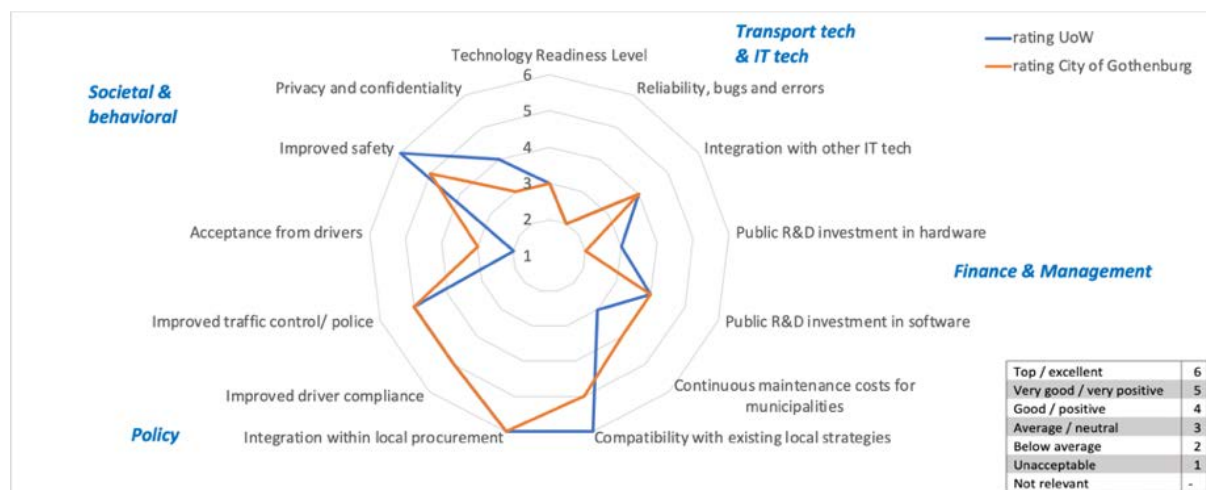 Transport tech
& IT tech
rating UoW
rating City of Gothenburg
Societal &
behavioral
Technology Readiness Level
Privacy and confidentiality
Reliability, bugs and errors
Improved safety
Integration with other IT tech
Acceptance from drivers
Public R&D investment in hardware
Finance & Management
Improved traffic control/ police
Public R&D investment in software
Improved driver compliance
Continuous maintenance costs for
municipalities
Policy
Integration within local procurement
Compatibility with existing local strategies
6
5
4
3
2
1
Top / excellent 6
Very good / very positive 5
Good / positive 4
Average / neutral 3
Below average 2
Unacceptable 1
Not relevant -